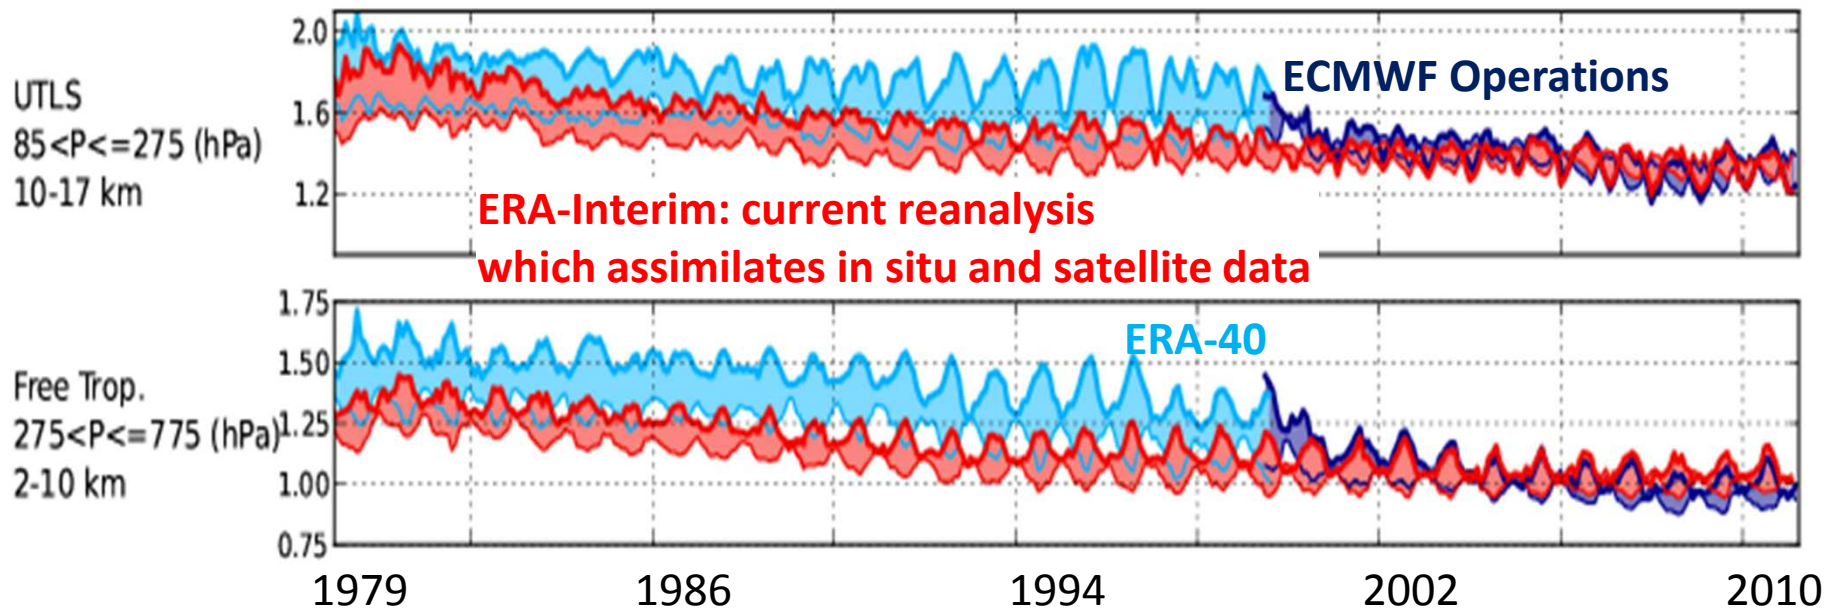 2.0
1.6
1.2
UTLS
85<P<=275 (hPa)
10-17 km
ECMWF Operations
ERA-Interim: current reanalysis
which assimilates in situ and satellite data
1.75
1.50
1.25
1.00
0.75
Free Trop.
275<P<=775 (hPa)
2-10 km
ERA-40
1979 1986 1994 2002 2010